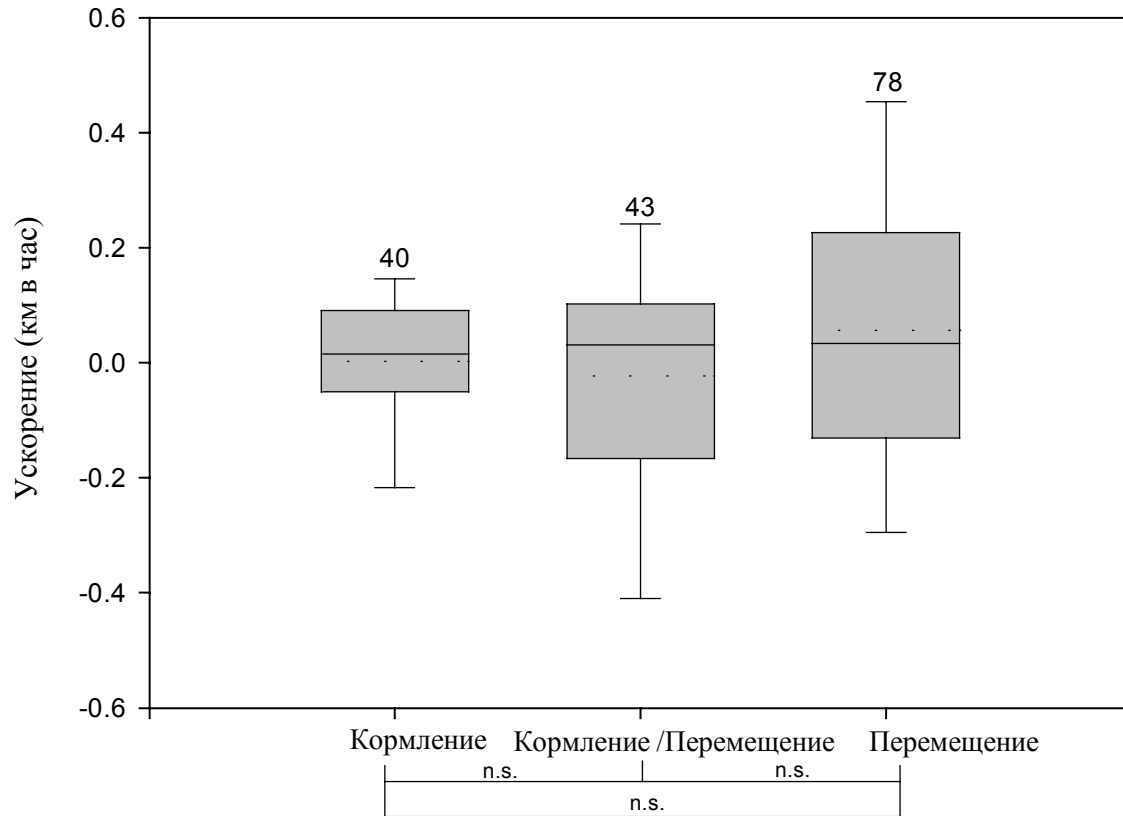 0.6
78
0.4
43
0.2
40
0.0
-0.2
-0.4
-0.6
Ускорение (км в час)
Кормление Кормление /Перемещение Перемещение
n.s. n.s.
n.s.